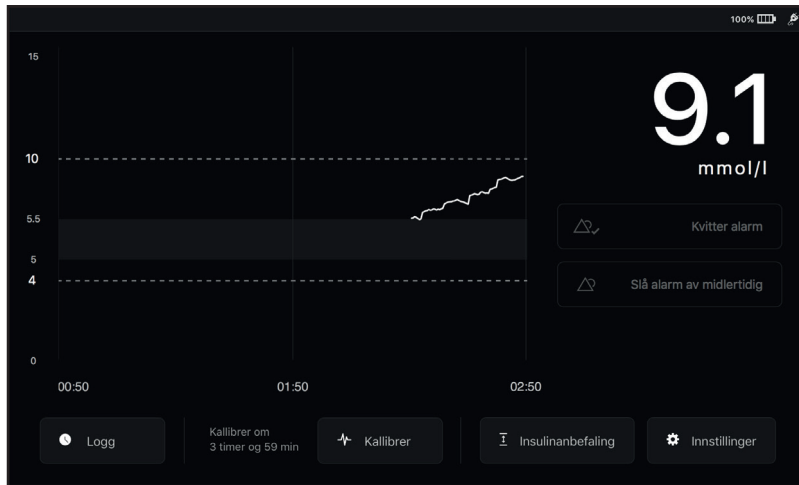 100%
15
10
5.5
5
4
0
00:50
01:50
02:50
9.1
mmol/l
Kvitter alarm
Slå alarm av midlertidig
Logg
Kallibrer om
3 timer og 59 min
Kallibrer
Insulinanbefaling
Innstillinger